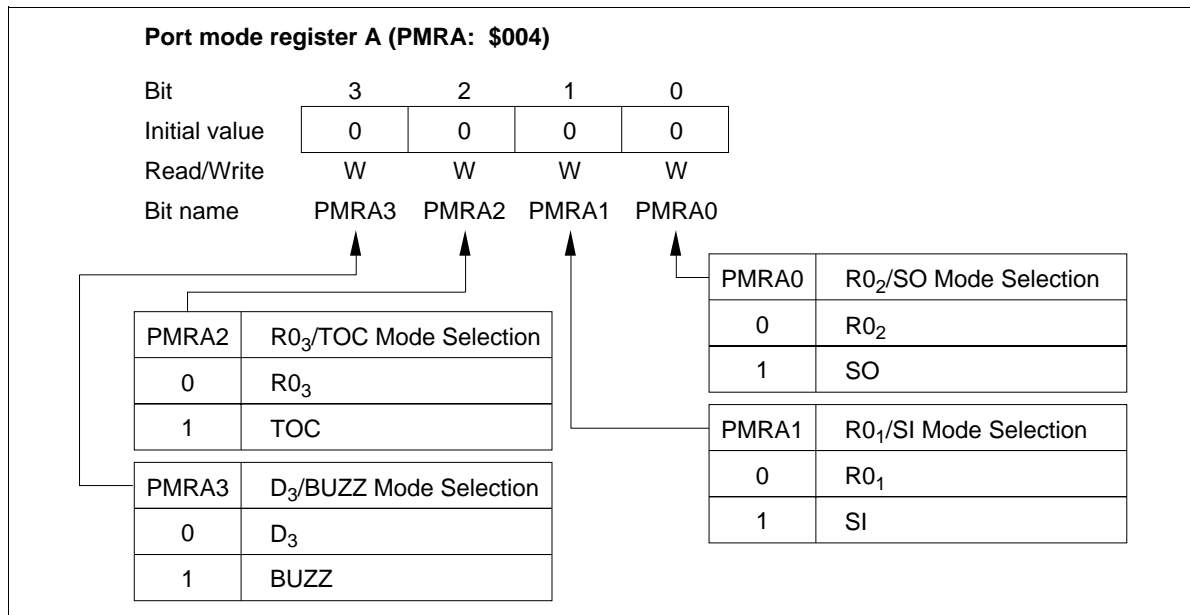 Port mode register A (PMRA: $004)
Bit 3 2 1 0
Initial value 0 0 0 0
Read/Write W W W W
Bit name PMRA3 PMRA2 PMRA1 PMRA0
PMRA0 R0₂/SO Mode Selection
0 R0₂
1 SO
PMRA2 R0₃/TOC Mode Selection
0 R0₃
1 TOC
PMRA1 R0₁/SI Mode Selection
0 R0₁
1 SI
PMRA3 D₃/BUZZ Mode Selection
0 D₃
1 BUZZ